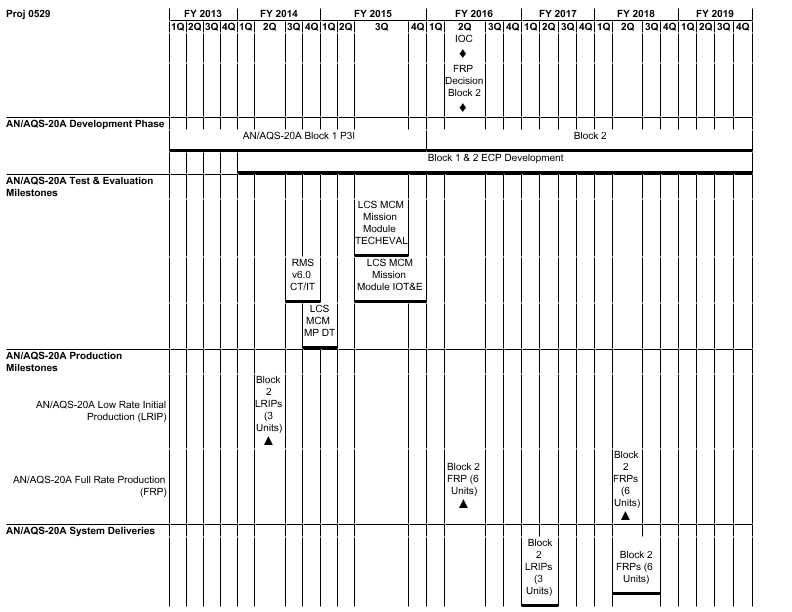 Proj 0529
FY 2013 FY 2014 FY 2015 FY 2016 FY 2017 FY 2018 FY 2019
1Q 2Q 3Q 4Q 1Q 2Q 3Q 4Q 1Q 2Q 3Q 4Q 1Q 2Q 3Q 4Q 1Q 2Q 3Q 4Q 1Q 2Q 3Q 4Q 1Q 2Q 3Q 4Q
IOC
FRP
Decision
Block 2
AN/AQS-20A Development Phase
AN/AQS-20A Block 1 P3I
Block 2
Block 1 & 2 ECP Development
AN/AQS-20A Test & Evaluation
Milestones
LCS MCM
Mission
Module
TECHEVAL
RMS
v6.0
CT/IT
LCS MCM
Mission
Module IOT&E
LCS
MCM
MP DT
AN/AQS-20A Production
Milestones
AN/AQS-20A Low Rate Initial
Production (LRIP)
Block
2
LRIPs
(3
Units)
AN/AQS-20A Full Rate Production
(FRP)
Block 2
FRP (6
Units)
Block
2
FRPs
(6
Units)
AN/AQS-20A System Deliveries
Block
2
LRIPs
(3
Units)
Block 2
FRPs (6
Units)